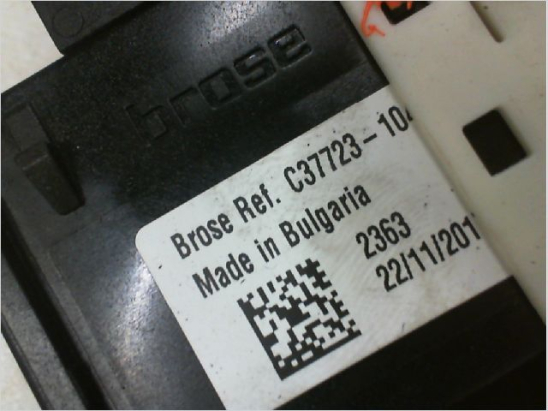 brose
Brose Ref. C37723-10
Made in Bulgaria
2363
22/11/201